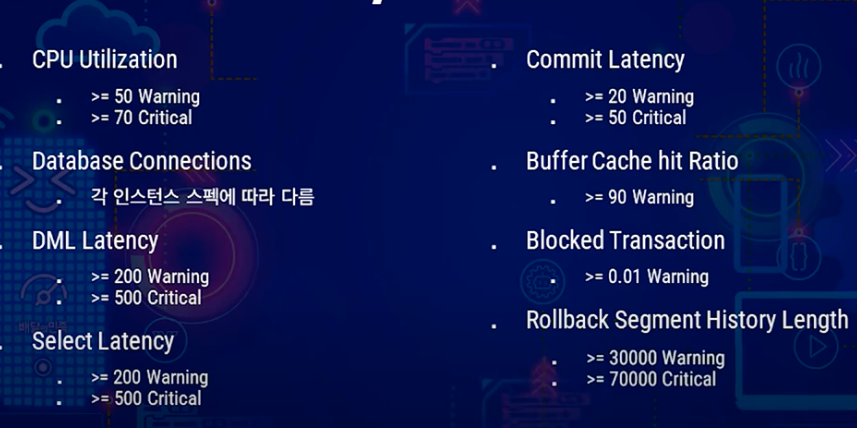 CPU Utilization
>= 50 Warning
>= 70 Critical
Database Connections
각 인스턴스 스펙에 따라 다름
DML Latency
>= 200 Warning
>= 500 Critical
Select Latency
>= 200 Warning
>= 500 Critical
Commit Latency
>= 20 Warning
>= 50 Critical
Buffer Cache hit Ratio
>= 90 Warning
Blocked Transaction
>= 0.01 Warning
Rollback Segment History Length
>= 30000 Warning
>= 70000 Critical